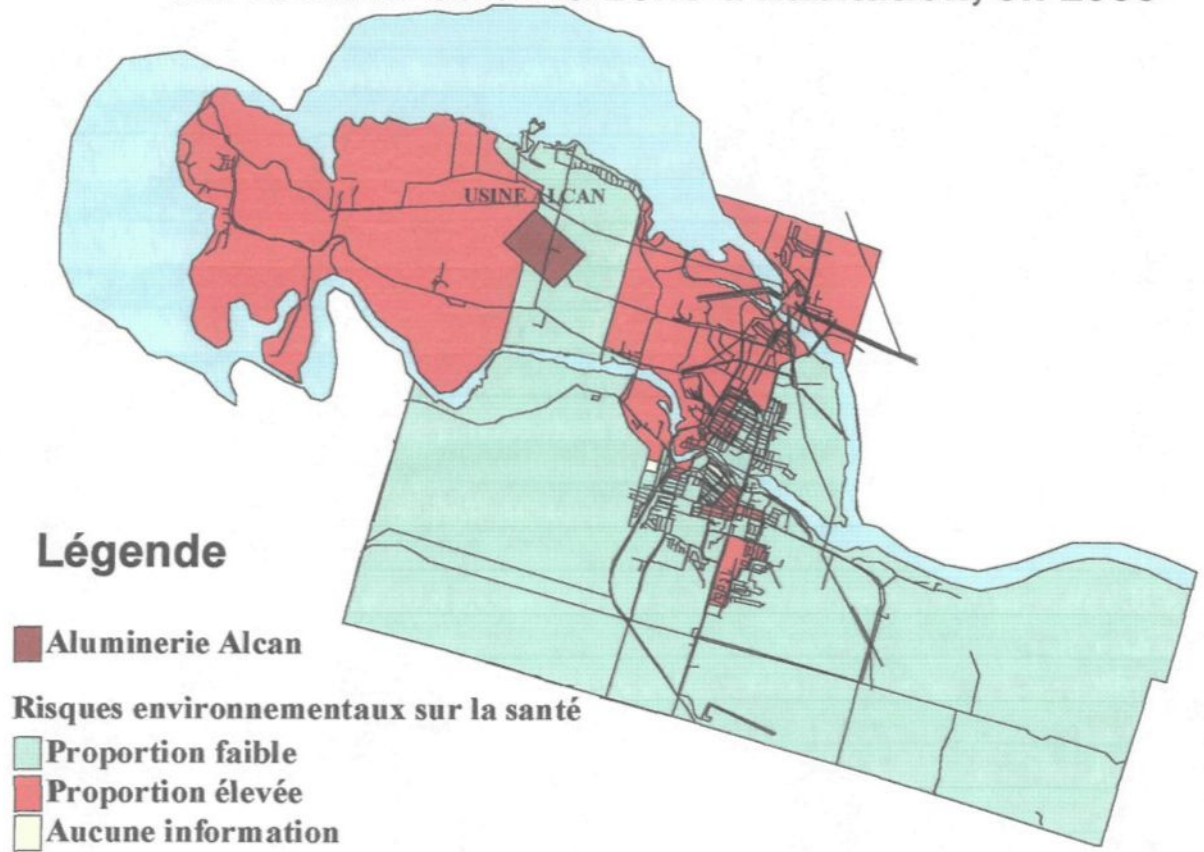 USINE ALCAN
Légende
Aluminerie Alcan
Risques environnementaux sur la santé
Proportion faible
Proportion élevée
Aucune information